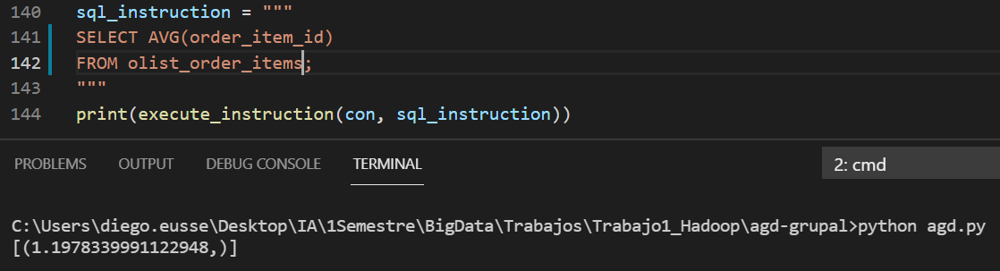 140 sql_instruction = """
141 SELECT AVG(order_item_id)
142 FROM olist_order_items;
143 """
144 print(execute_instruction(con, sql_instruction))
PROBLEMS OUTPUT DEBUG CONSOLE TERMINAL 2: cmd
C:\Users\diego.eusse\Desktop\IA\1Semestre\BigData\Trabajos\Trabajo1_Hadoop\agd-grupal>python agd.py
[(1.1978339991122948,)]